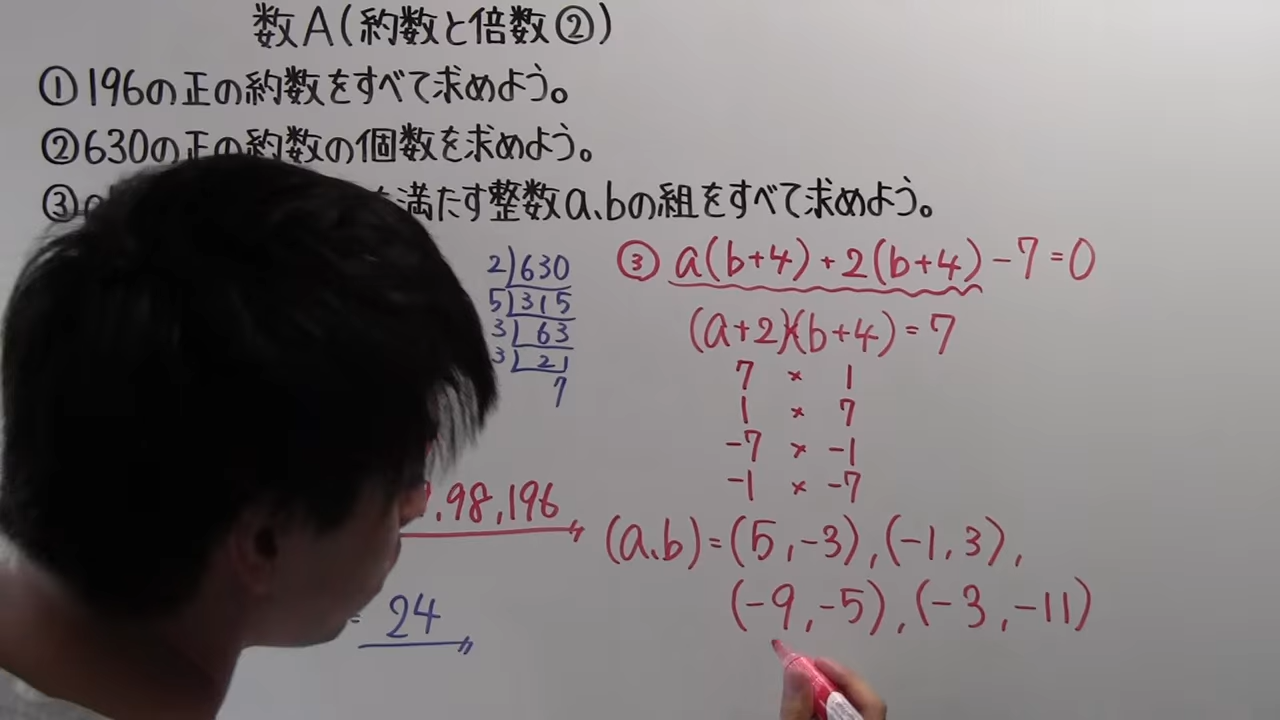 数A(約数と倍数②)
①196の正の約数をすべて求めよう。
②630の正の約数の個数を求めよう。
③ 満たす整数a、bの組をすべて求めよう。
2)630
5)315
3)63
3)21
7
,98,196
= 24
③ a(b+4)+2(b+4)-7=0
(a+2)(b+4)=7
7 × 1
1 × 7
-7 × -1
-1 × -7
(a、b)=(5,-3),(-1,3),
(-9,-5),(-3,-11)